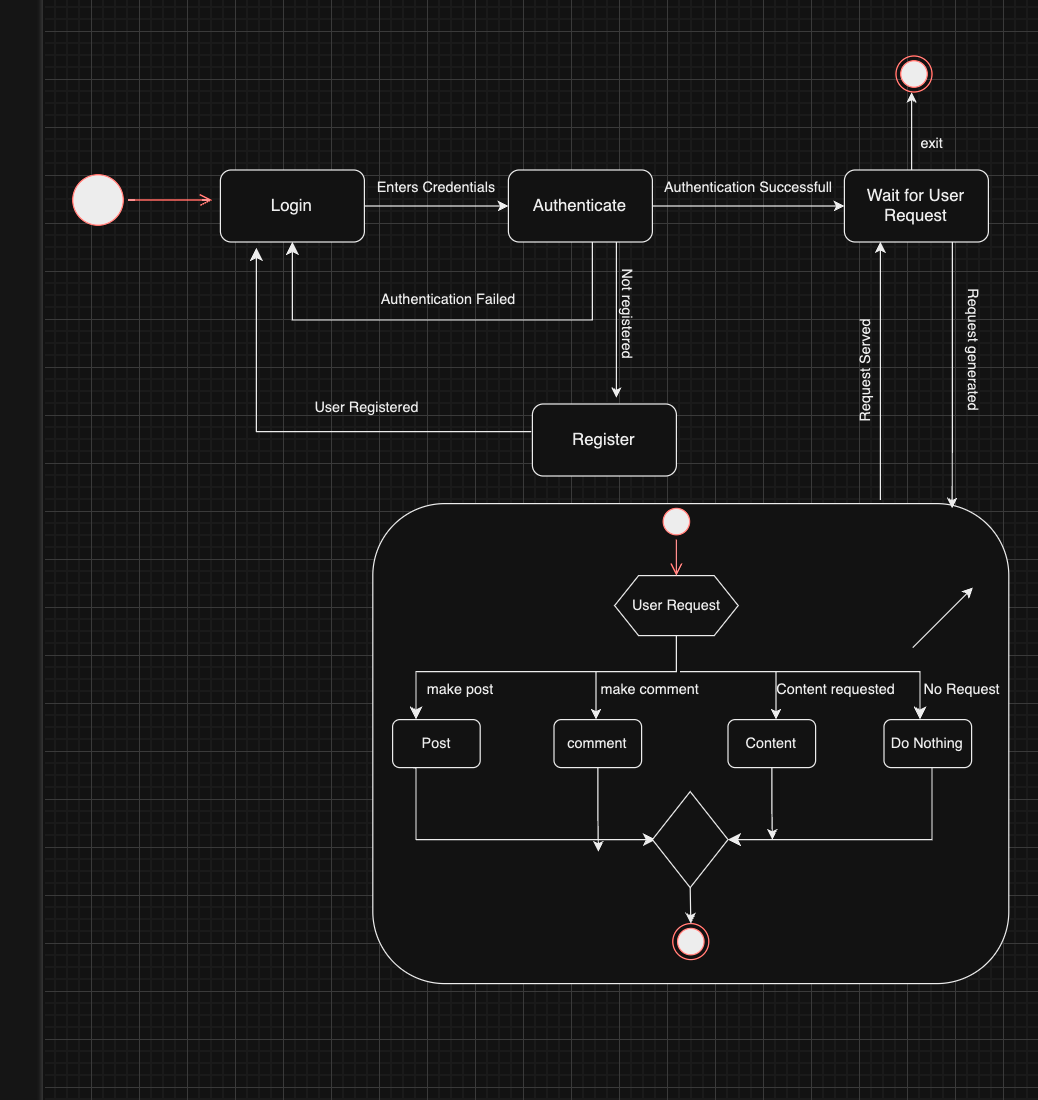 exit
Enters Credentials
Authentication Successfull
Login
Authenticate
Wait for User
Request
Authentication Failed
Not registered
Request Served
Request generated
User Registered
Register
User Request
make post
make comment
Content requested
No Request
Post
comment
Content
Do Nothing